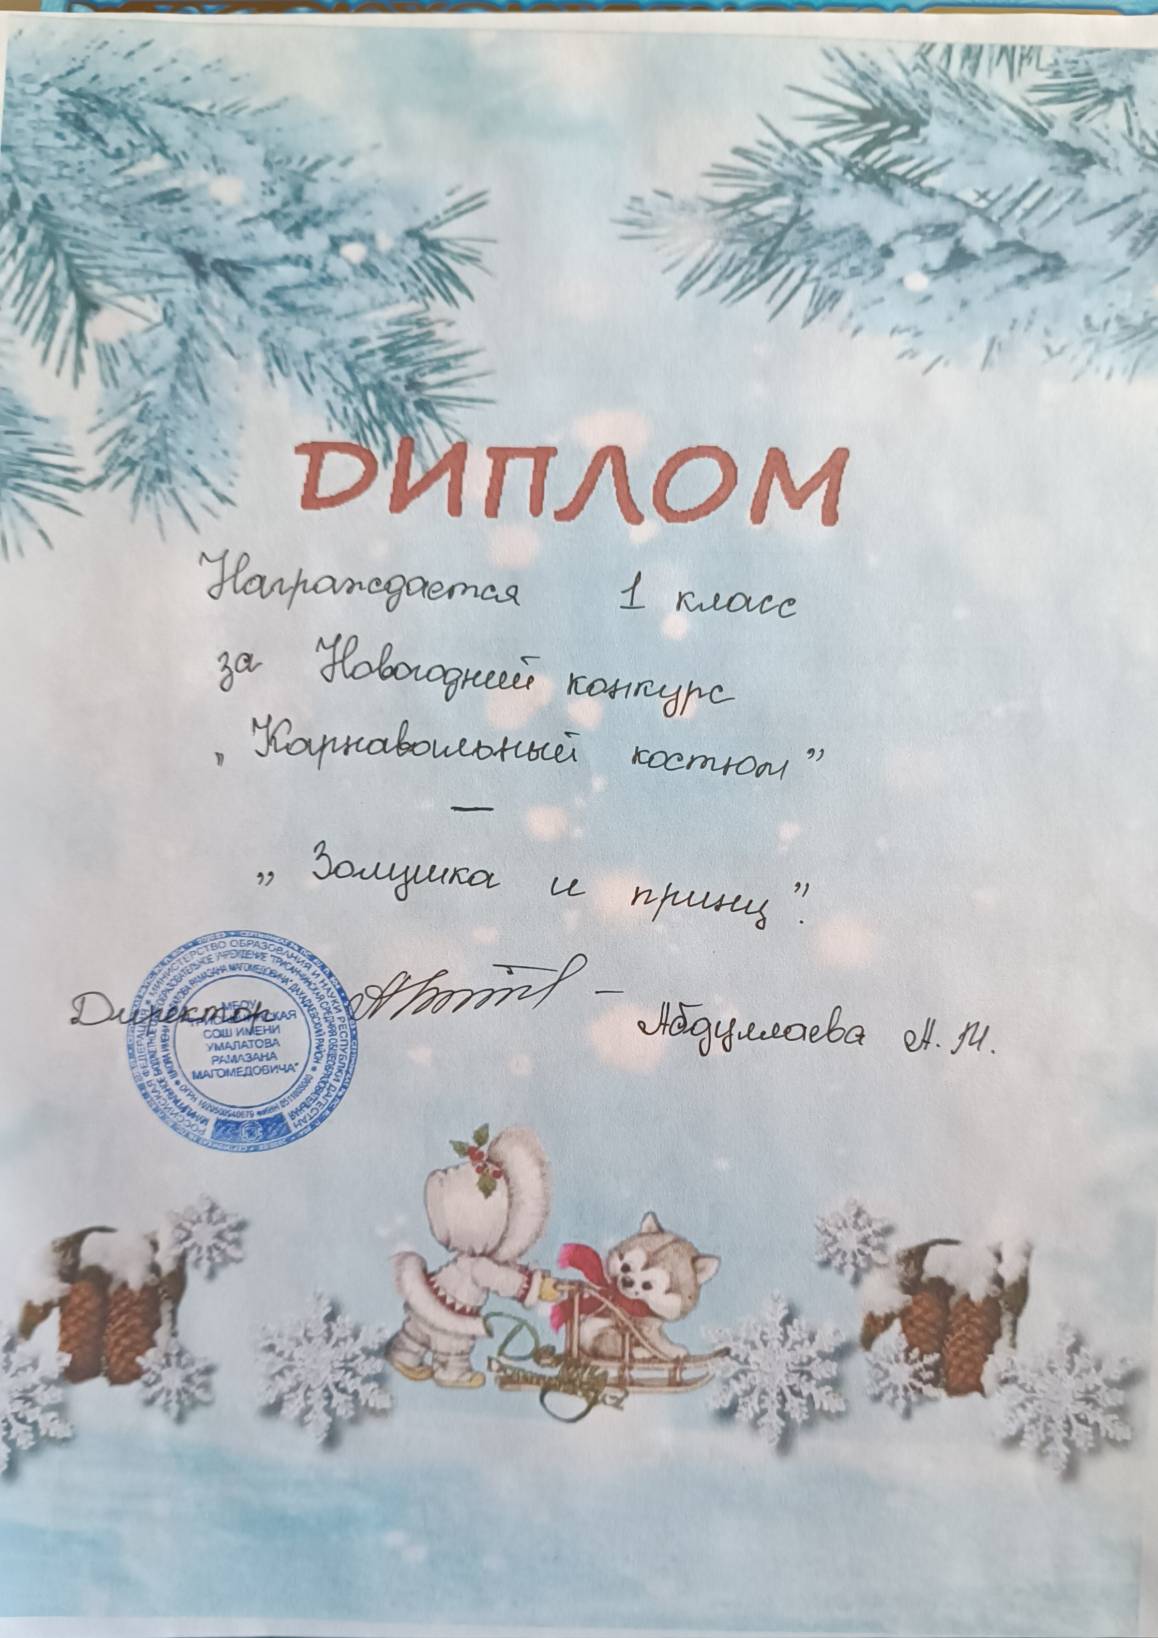 ДИПЛОМ
Награждается 1 класс
за Новогодний конкурс
„Карнавальный костюм”
—
„Золушка и принц”.
Директор — Абдуллаева А. М.
МБОУ
СОШ ИМЕНИ
УМАЛАТОВА
РАМАЗАНА
МАГОМЕДОВИЧА"